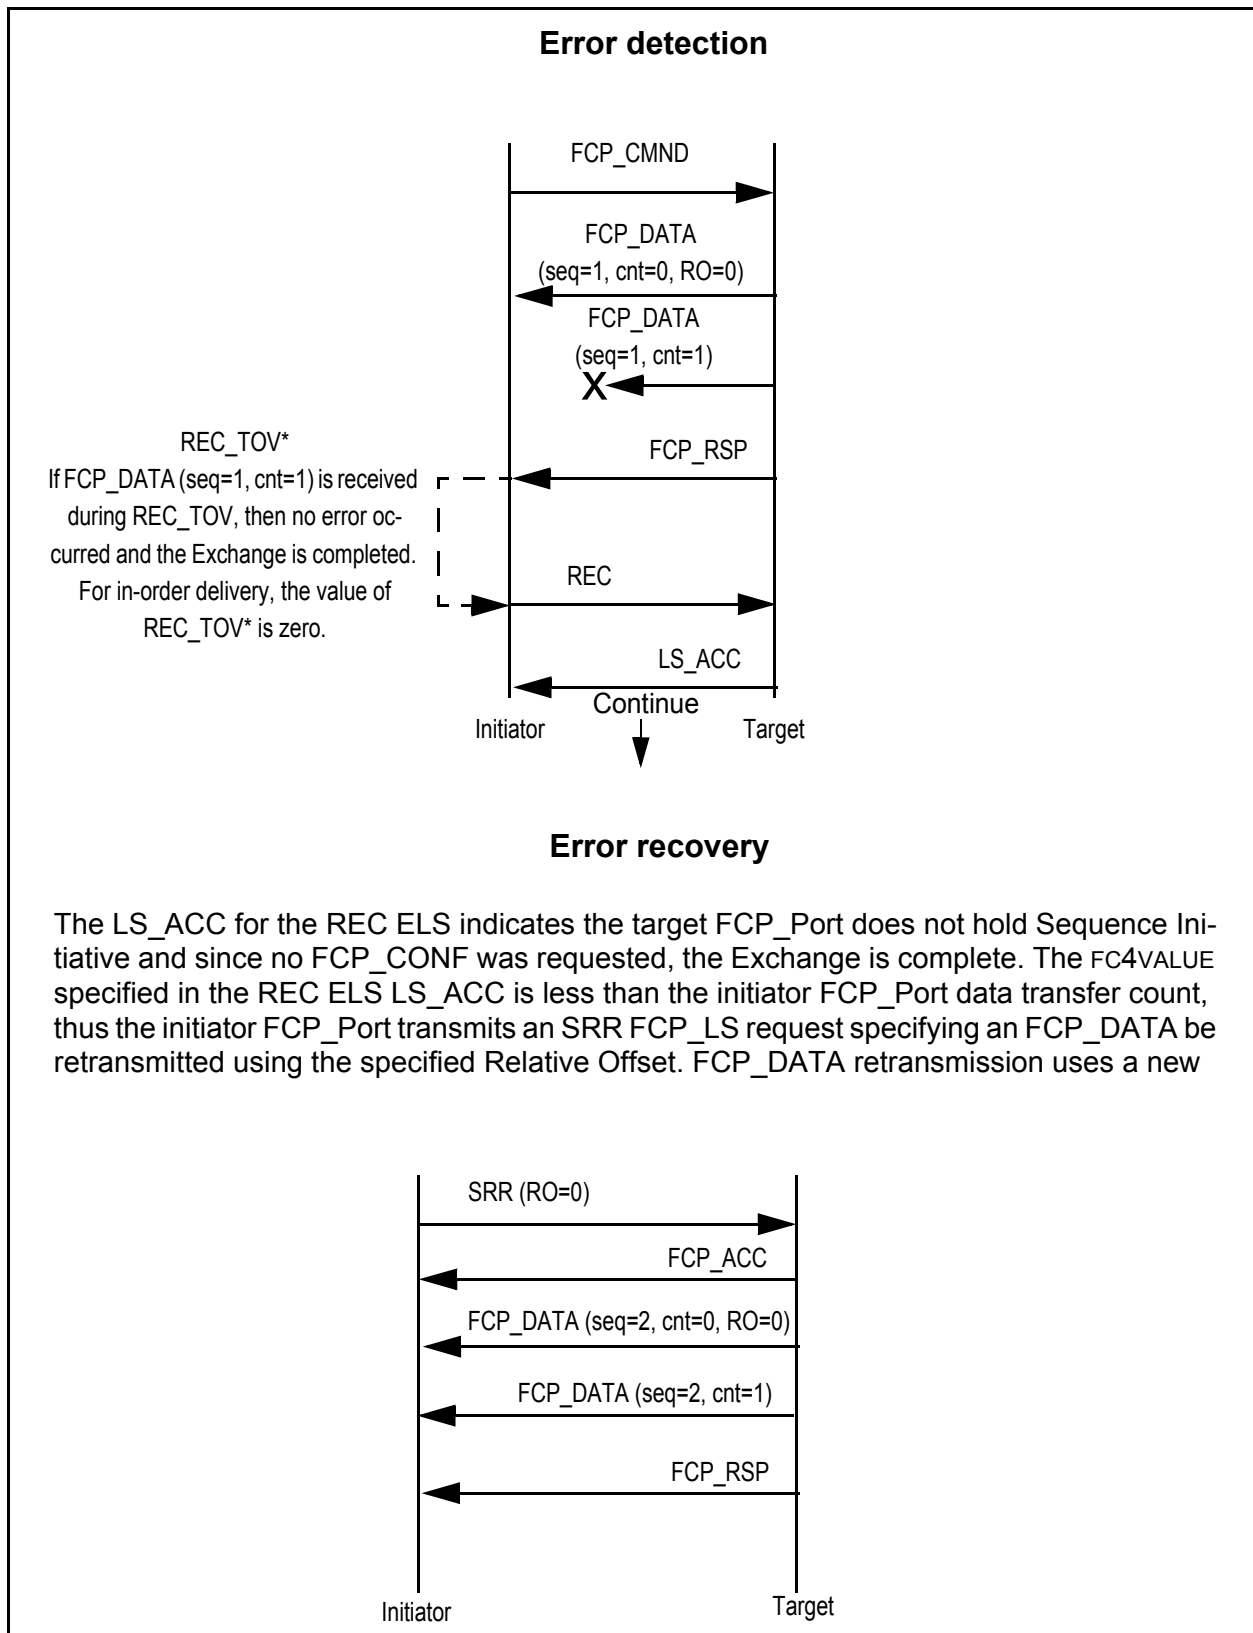 Error detection
FCP_CMND
FCP_DATA
(seq=1, cnt=0, RO=0)
FCP_DATA
(seq=1, cnt=1)
X
REC_TOV*
If FCP_DATA (seq=1, cnt=1) is received
during REC_TOV, then no error oc-
curred and the Exchange is completed.
For in-order delivery, the value of
REC_TOV* is zero.
FCP_RSP
REC
LS_ACC
Continue
Initiator
Target
Error recovery
The LS_ACC for the REC ELS indicates the target FCP_Port does not hold Sequence Ini-
tiative and since no FCP_CONF was requested, the Exchange is complete. The FC4VALUE
specified in the REC ELS LS_ACC is less than the initiator FCP_Port data transfer count,
thus the initiator FCP_Port transmits an SRR FCP_LS request specifying an FCP_DATA be
retransmitted using the specified Relative Offset. FCP_DATA retransmission uses a new
SRR (RO=0)
FCP_ACC
FCP_DATA (seq=2, cnt=0, RO=0)
FCP_DATA (seq=2, cnt=1)
FCP_RSP
Initiator
Target